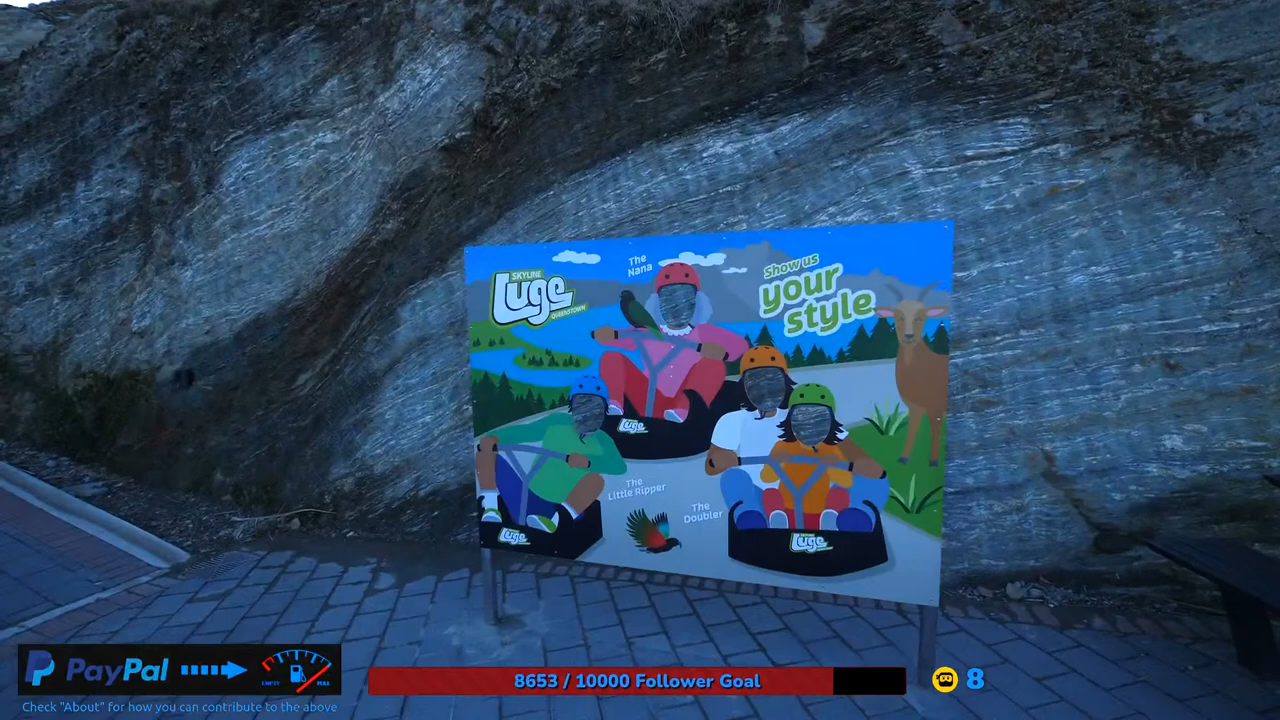 The
Nana
SKYLINE
Luge
QUEENSTOWN
Show us
your
style
Luge
The
Little Ripper
The
Doubler
Luge
Luge
PayPal
EMPTY
FULL
8653 / 10000 Follower Goal
8
Check "About" for how you can contribute to the above